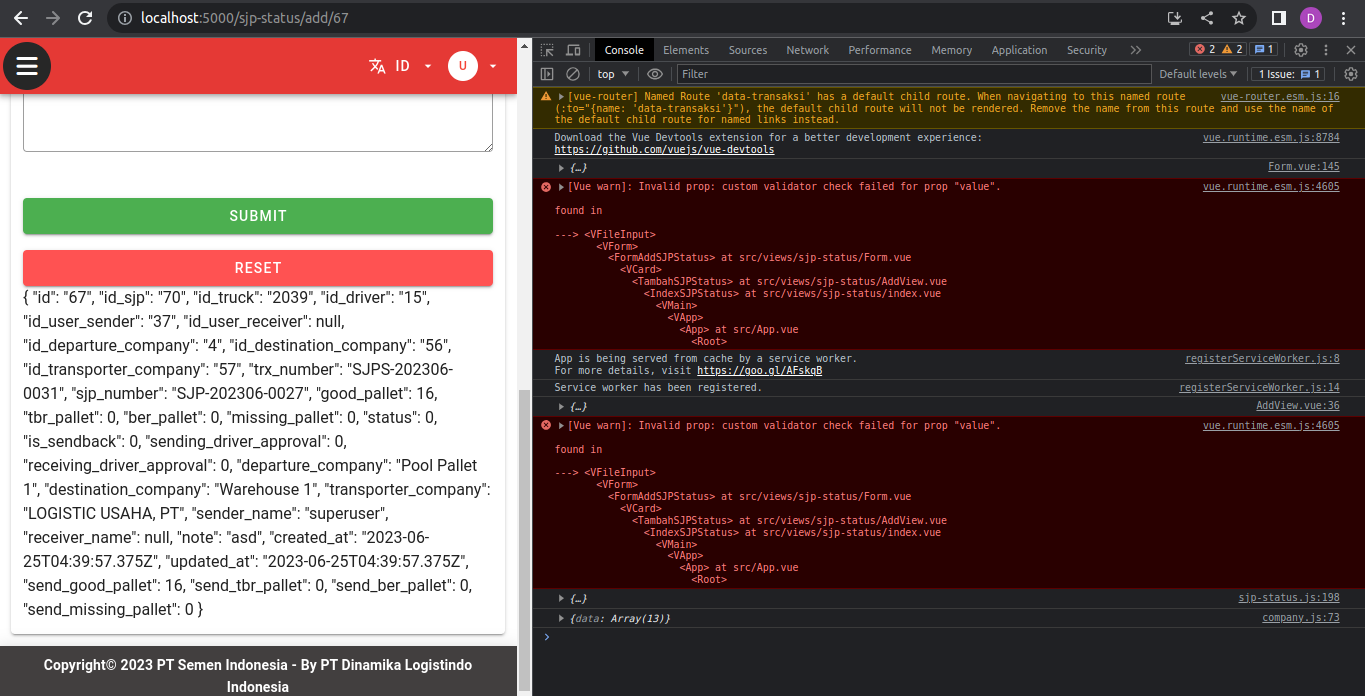 localhost:5000/sjp-status/add/67
D
ID
U
SUBMIT
RESET
{ "id": "67", "id_sjp": "70", "id_truck": "2039", "id_driver": "15",
"id_user_sender": "37", "id_user_receiver": null,
"id_departure_company": "4", "id_destination_company": "56",
"id_transporter_company": "57", "trx_number": "SJPS-202306-
0031", "sjp_number": "SJP-202306-0027", "good_pallet": 16,
"tbr_pallet": 0, "ber_pallet": 0, "missing_pallet": 0, "status": 0,
"is_sendback": 0, "sending_driver_approval": 0,
"receiving_driver_approval": 0, "departure_company": "Pool Pallet
1", "destination_company": "Warehouse 1", "transporter_company":
"LOGISTIC USAHA, PT", "sender_name": "superuser",
"receiver_name": null, "note": "asd", "created_at": "2023-06-
25T04:39:57.375Z", "updated_at": "2023-06-25T04:39:57.375Z",
"send_good_pallet": 16, "send_tbr_pallet": 0, "send_ber_pallet": 0,
"send_missing_pallet": 0 }
Copyright© 2023 PT Semen Indonesia - By PT Dinamika Logistindo
Indonesia
Console Elements Sources Network Performance Memory Application Security 2 2 1
top Filter Default levels 1 Issue: 1
[vue-router] Named Route 'data-transaksi' has a default child route. When navigating to this named route vue-router.esm.js:16
(:to="{name: 'data-transaksi'}"), the default child route will not be rendered. Remove the name from this route and use the name of
the default child route for named links instead.
Download the Vue Devtools extension for a better development experience: vue.runtime.esm.js:8784
https://github.com/vuejs/vue-devtools
{…} Form.vue:145
[Vue warn]: Invalid prop: custom validator check failed for prop "value". vue.runtime.esm.js:4605
found in
---> <VFileInput>
<VForm>
<FormAddSJPStatus> at src/views/sjp-status/Form.vue
<VCard>
<TambahSJPStatus> at src/views/sjp-status/AddView.vue
<IndexSJPStatus> at src/views/sjp-status/index.vue
<VMain>
<VApp>
<App> at src/App.vue
<Root>
App is being served from cache by a service worker. registerServiceWorker.js:8
For more details, visit https://goo.gl/AFskqB
Service worker has been registered. registerServiceWorker.js:14
{…} AddView.vue:36
[Vue warn]: Invalid prop: custom validator check failed for prop "value". vue.runtime.esm.js:4605
found in
---> <VFileInput>
<VForm>
<FormAddSJPStatus> at src/views/sjp-status/Form.vue
<VCard>
<TambahSJPStatus> at src/views/sjp-status/AddView.vue
<IndexSJPStatus> at src/views/sjp-status/index.vue
<VMain>
<VApp>
<App> at src/App.vue
<Root>
{…} sjp-status.js:198
{data: Array(13)} company.js:73